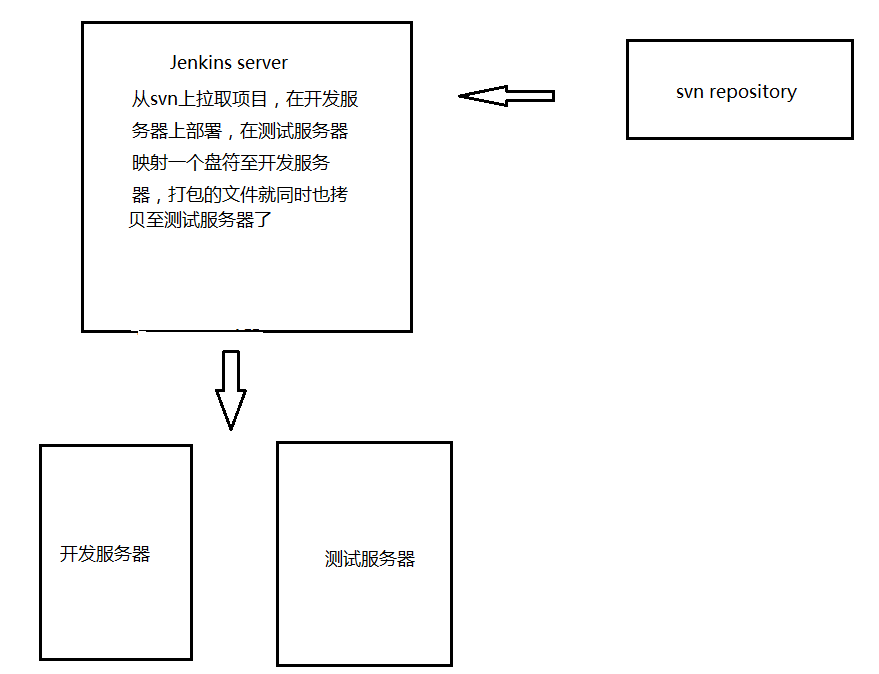 Jenkins server
从svn上拉取项目，在开发服
务器上部署，在测试服务器
映射一个盘符至开发服务
器，打包的文件就同时也拷
贝至测试服务器了
svn repository
开发服务器
测试服务器